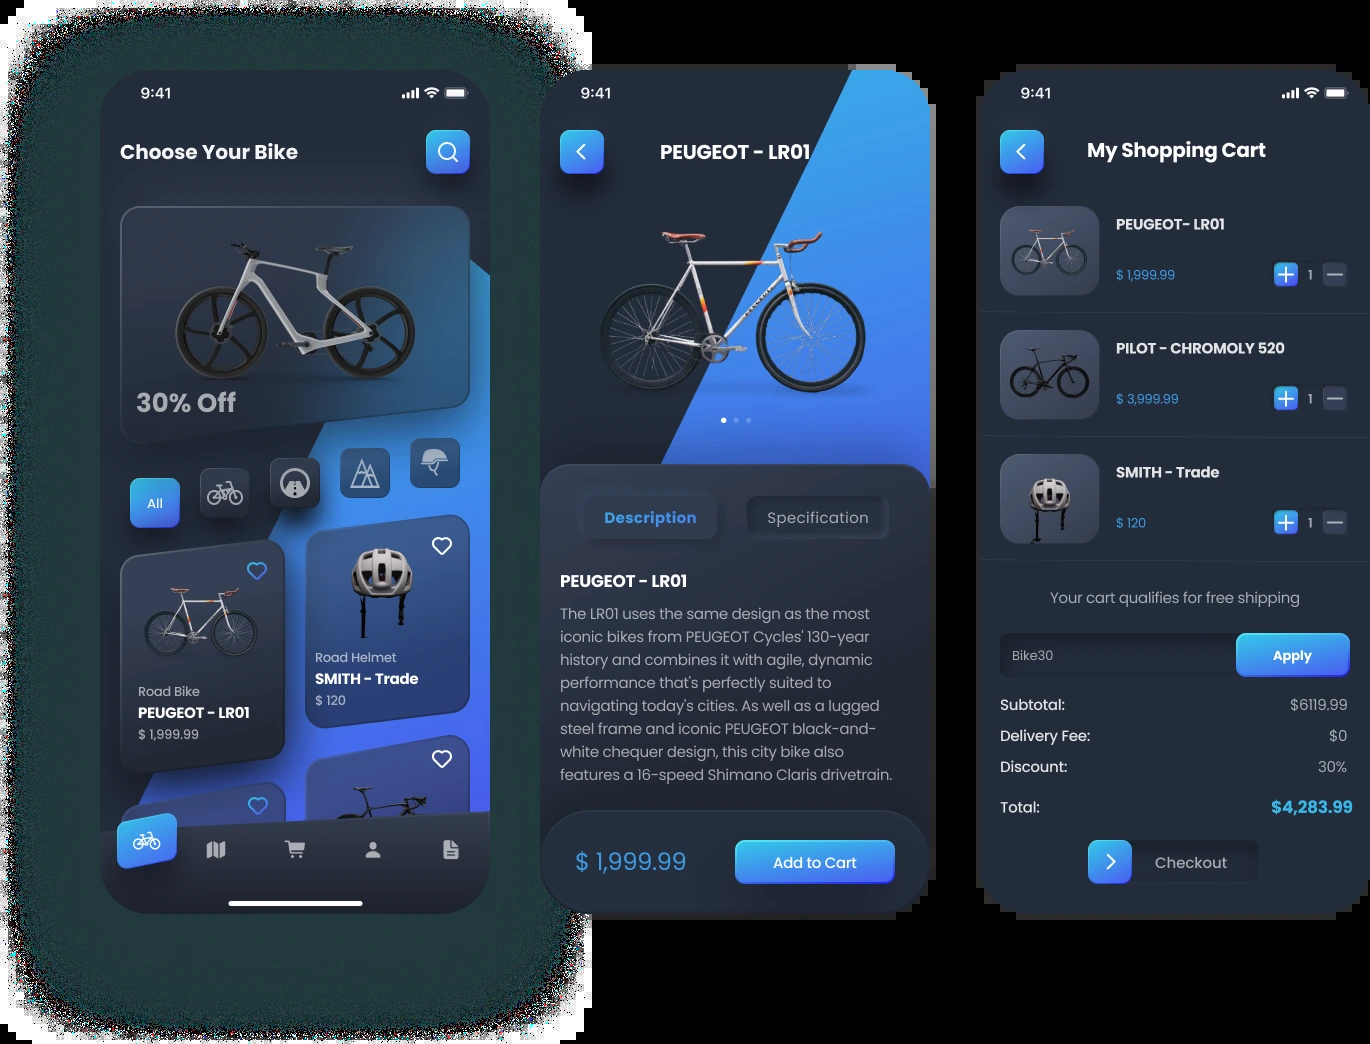 9:41
Choose Your Bike
30% Off
All
Road Bike
PEUGEOT - LR01
$ 1,999.99
Road Helmet
SMITH - Trade
$ 120
9:41
PEUGEOT - LR01
Description
Specification
PEUGEOT - LR01
The LR01 uses the same design as the most
iconic bikes from PEUGEOT Cycles' 130-year
history and combines it with agile, dynamic
performance that's perfectly suited to
navigating today's cities. As well as a lugged
steel frame and iconic PEUGEOT black-and-
white chequer design, this city bike also
features a 16-speed Shimano Claris drivetrain.
$ 1,999.99
Add to Cart
9:41
My Shopping Cart
PEUGEOT- LR01
$ 1,999.99
1
PILOT - CHROMOLY 520
$ 3,999.99
1
SMITH - Trade
$ 120
1
Your cart qualifies for free shipping
Bike30
Apply
Subtotal:
$6119.99
Delivery Fee:
$0
Discount:
30%
Total:
$4,283.99
Checkout